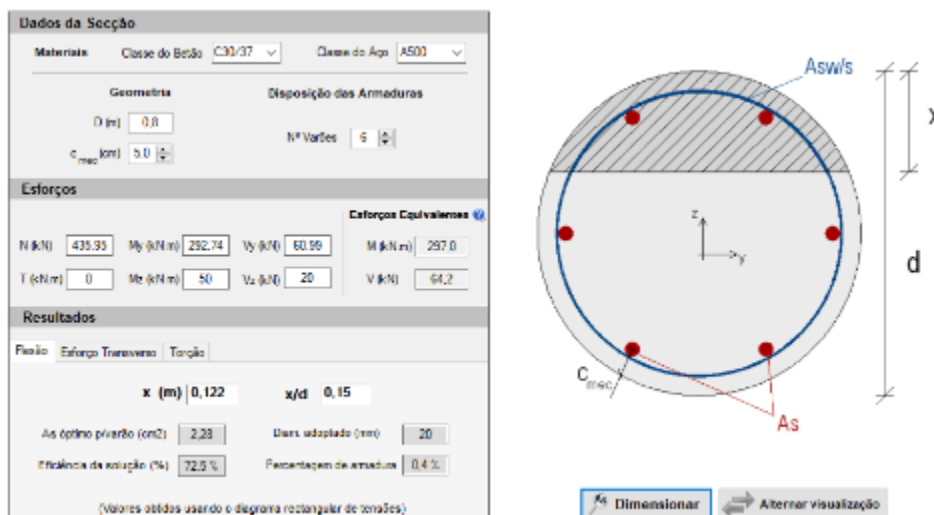 Dados da Secção
Materiais Classe do Betão C30/37 Classe do Aço A500
Geometria Disposição das Armaduras
D (m) 0,8
Nº Varões 6
c mec (cm) 5.0
Esforços
Esforços Equivalentes
N (kN) 435.95 My (kN.m) 292.74 Vy (kN) 60.99 M (kN.m) 297.0
T (kN.m) 0 Mz (kN.m) 50 Vz (kN) 20 V (kN) 64.2
Resultados
Flexão Esforço Transverso Torção
x (m) 0,122 x/d 0,15
As óptimo p/varão (cm2) 2,28 Diam. adoptado (mm) 20
Eficiência da solução (%) 72.5 % Percentagem de armadura 0,4 %
(Valores obtidos usando o diagrama rectangular de tensões)
Asw/s
x
z
y
d
Cmec
As
Dimensionar Alternar visualização